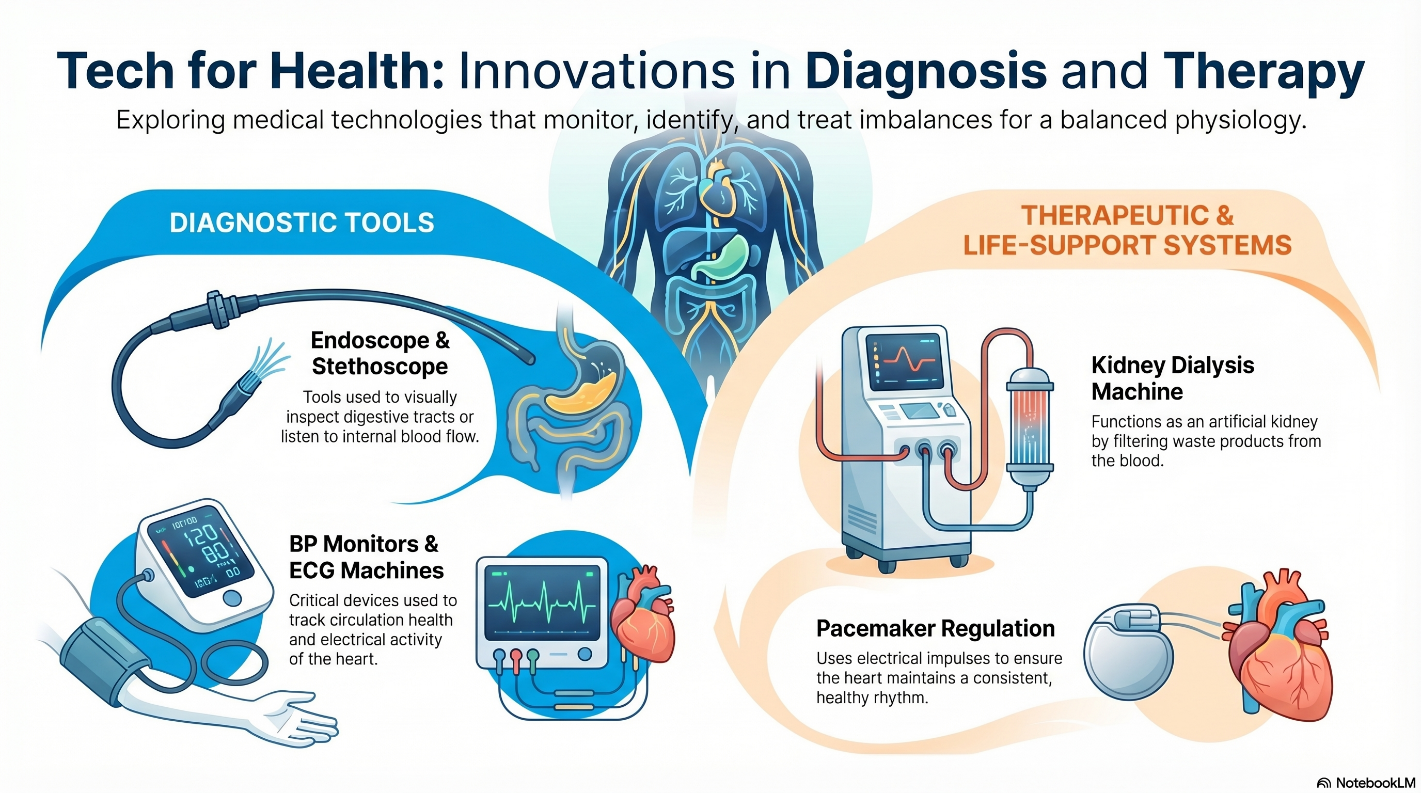 Tech for Health: Innovations in Diagnosis and Therapy
Exploring medical technologies that monitor, identify, and treat imbalances for a balanced physiology.
DIAGNOSTIC TOOLS
Endoscope &
Stethoscope
Tools used to visually
inspect digestive tracts or
listen to internal blood flow.
120
80
BP Monitors &
ECG Machines
Critical devices used to
track circulation health
and electrical activity
of the heart.
THERAPEUTIC &
LIFE-SUPPORT SYSTEMS
Kidney Dialysis
Machine
Functions as an artificial kidney
by filtering waste products from
the blood.
Pacemaker Regulation
Uses electrical impulses to ensure
the heart maintains a consistent,
healthy rhythm.
NotebookLM